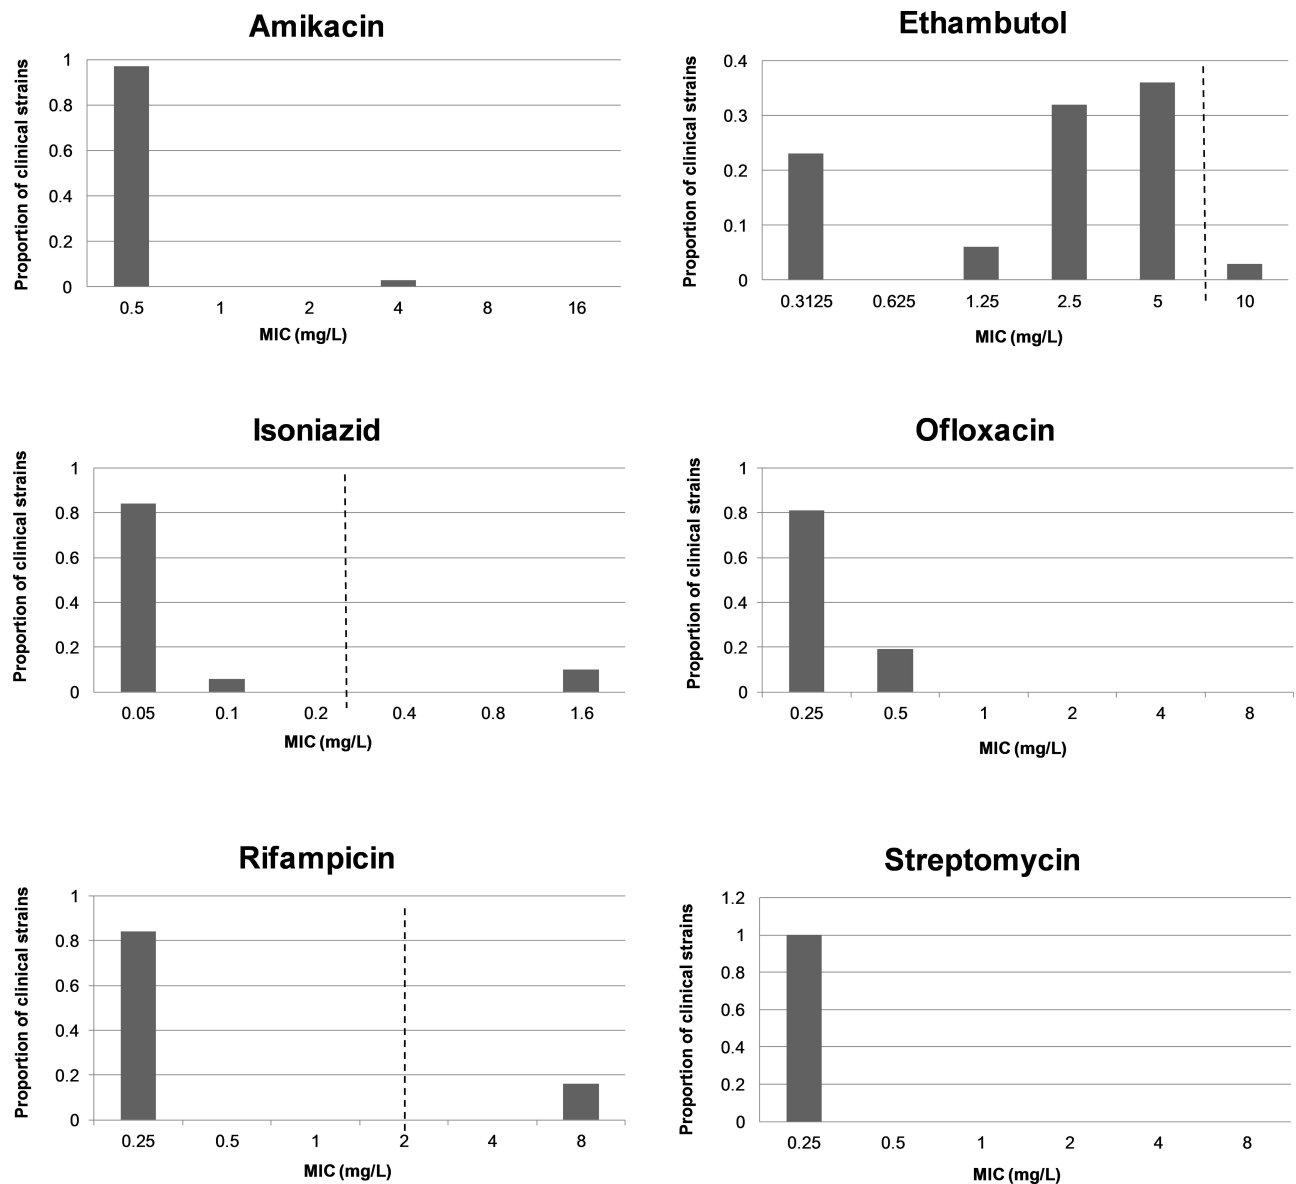 Amikacin
Proportion of clinical strains
1
0.8
0.6
0.4
0.2
0
0.5 1 2 4 8 16
MIC (mg/L)
Ethambutol
Proportion of clinical strains
0.4
0.3
0.2
0.1
0
0.3125 0.625 1.25 2.5 5 10
MIC (mg/L)
Isoniazid
Proportion of clinical strains
1
0.8
0.6
0.4
0.2
0
0.05 0.1 0.2 0.4 0.8 1.6
MIC (mg/L)
Ofloxacin
Proportion of clinical strains
1
0.8
0.6
0.4
0.2
0
0.25 0.5 1 2 4 8
MIC (mg/L)
Rifampicin
Proportion of clinical strains
1
0.8
0.6
0.4
0.2
0
0.25 0.5 1 2 4 8
MIC (mg/L)
Streptomycin
Proportion of clinical strains
1.2
1
0.8
0.6
0.4
0.2
0
0.25 0.5 1 2 4 8
MIC (mg/L)